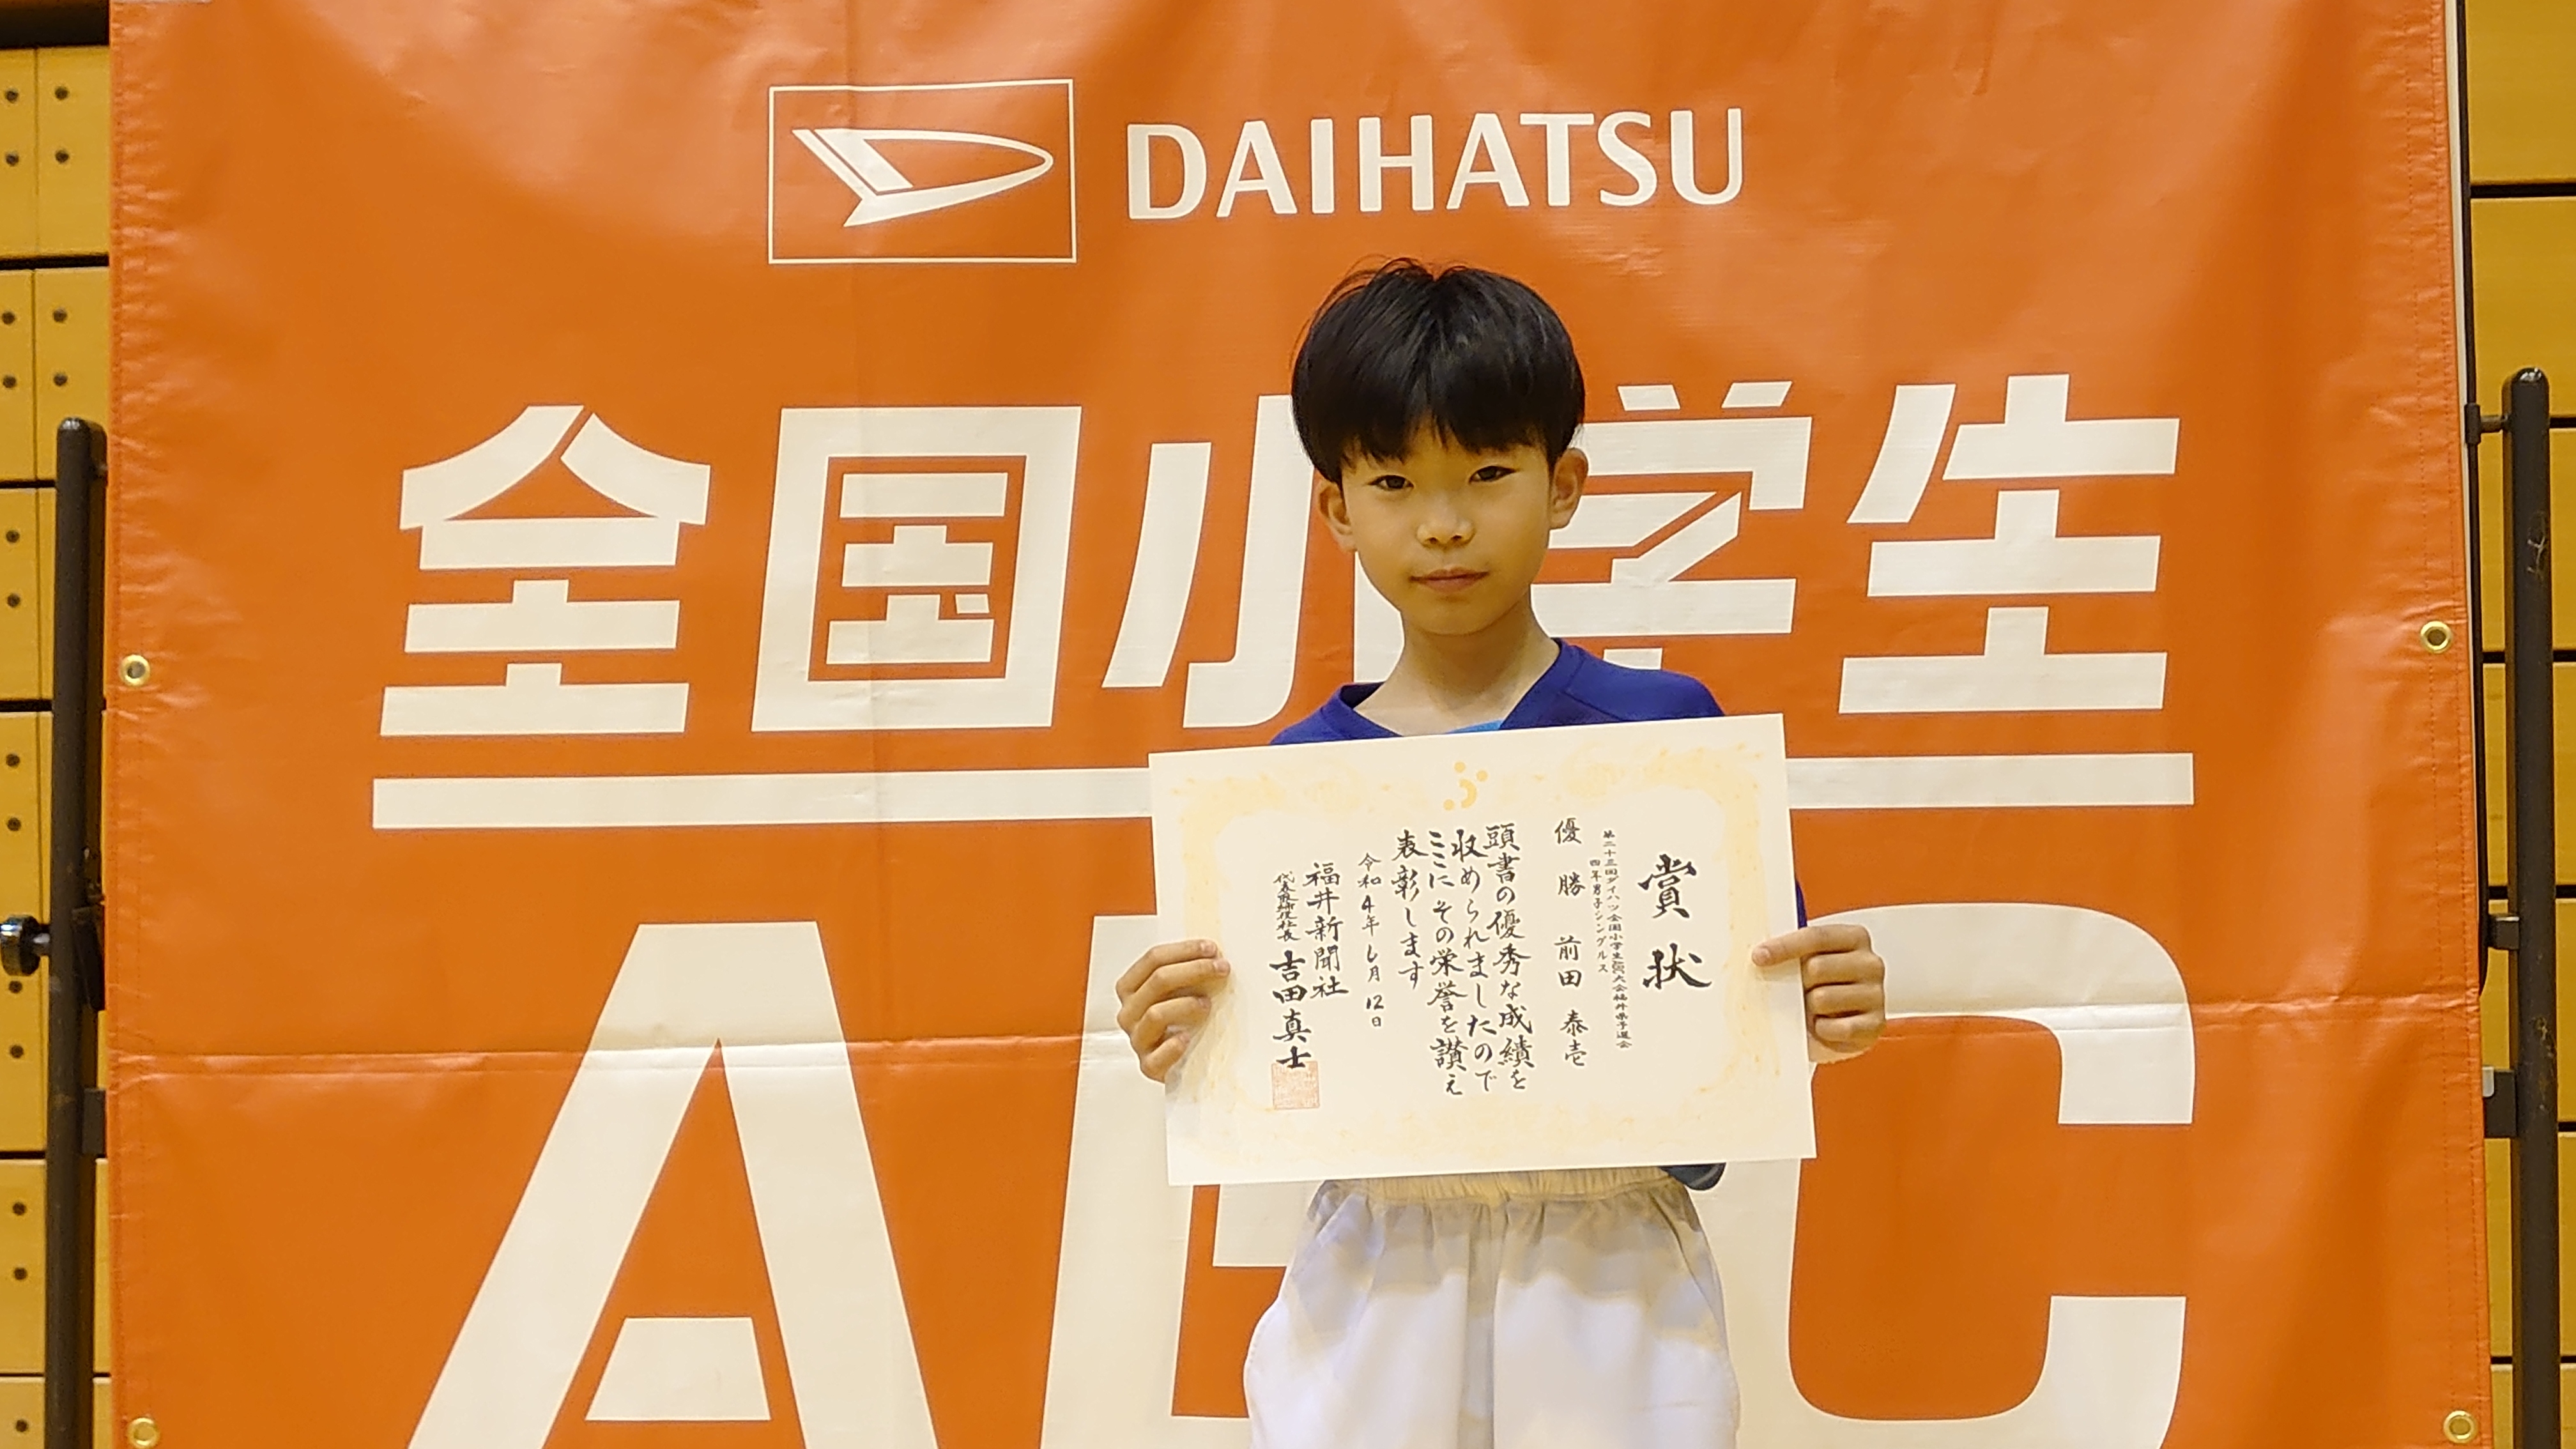 DAIHATSU
全国小学生
ABC
賞状
第二十三回ダイハツ全国小学生ABC大会福井県予選会
四年男子シングルス
優勝 前田 泰壱
頭書の優秀な成績を
収められましたので
ここにその栄誉を讃え
表彰します
令和4年6月12日
福井新聞社
代表取締役社長 吉田真士